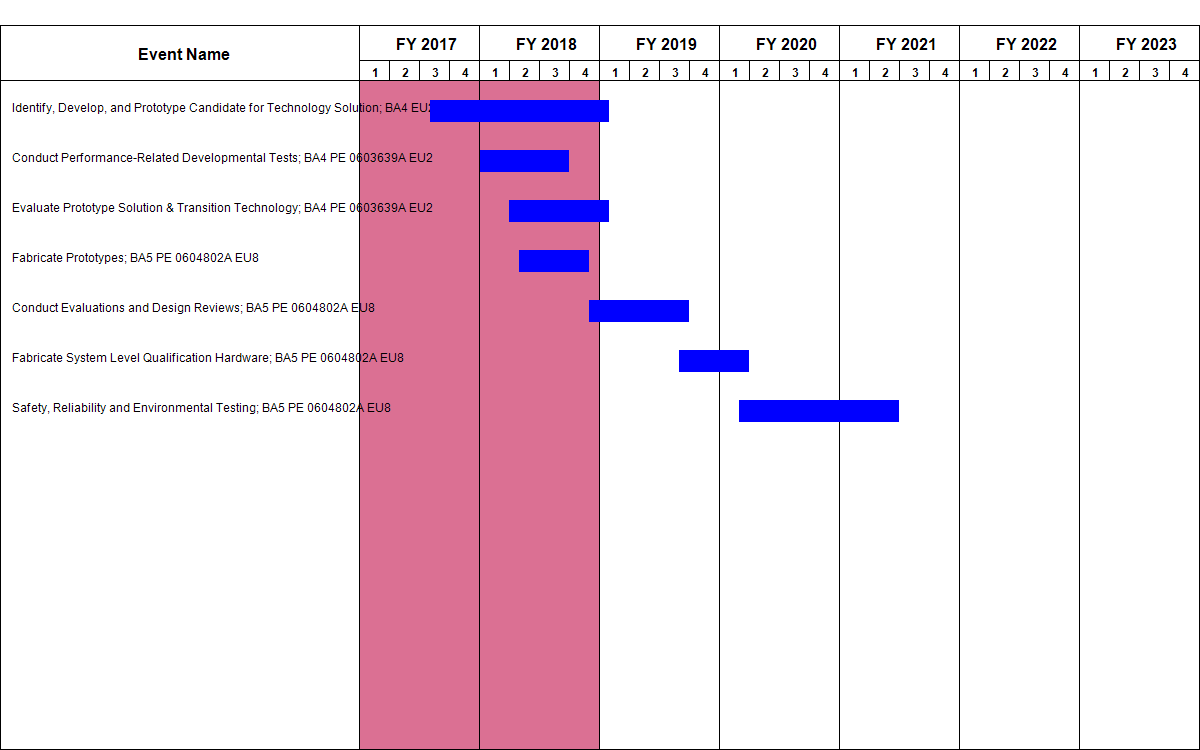 Event Name FY 2017 FY 2018 FY 2019 FY 2020 FY 2021 FY 2022 FY 2023
1 2 3 4 1 2 3 4 1 2 3 4 1 2 3 4 1 2 3 4 1 2 3 4 1 2 3 4
Identify, Develop, and Prototype Candidate for Technology Solution; BA4 EU2
Conduct Performance-Related Developmental Tests; BA4 PE 0603639A EU2
Evaluate Prototype Solution & Transition Technology; BA4 PE 0603639A EU2
Fabricate Prototypes; BA5 PE 0604802A EU8
Conduct Evaluations and Design Reviews; BA5 PE 0604802A EU8
Fabricate System Level Qualification Hardware; BA5 PE 0604802A EU8
Safety, Reliability and Environmental Testing; BA5 PE 0604802A EU8